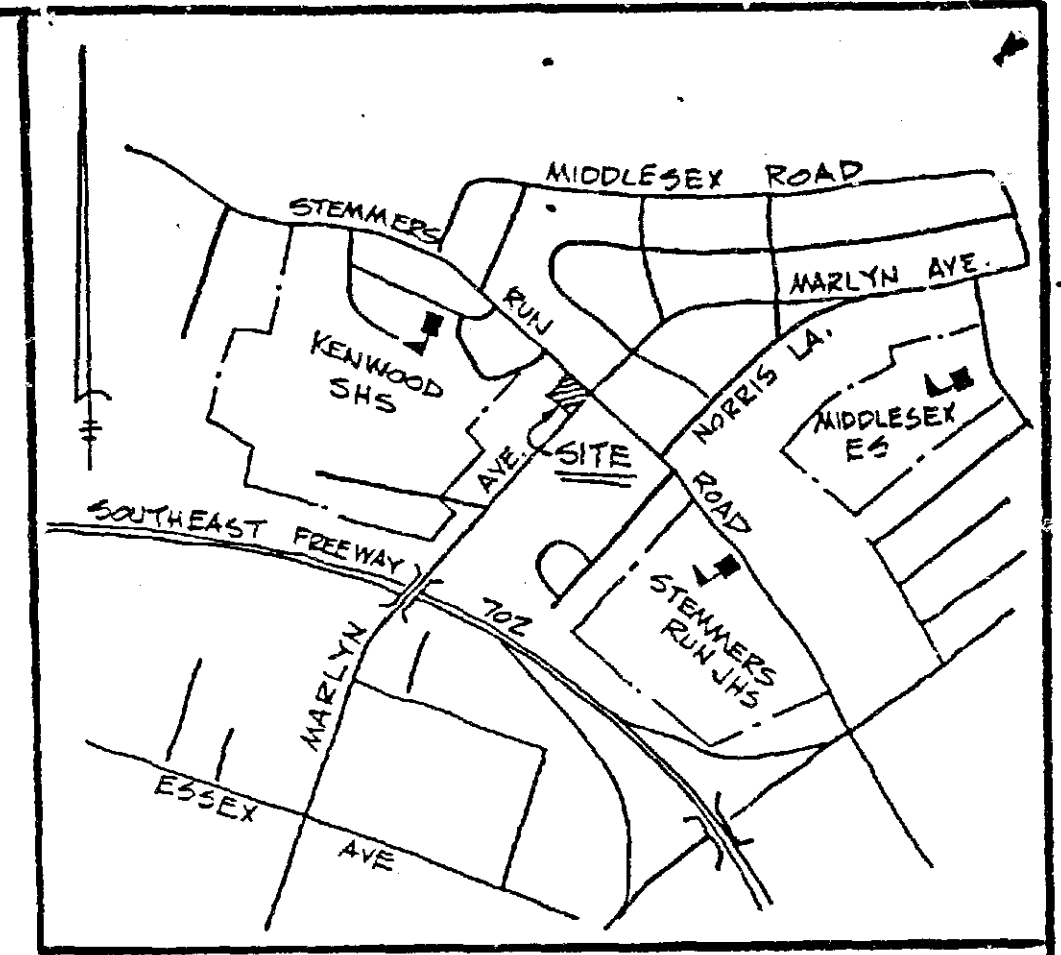 MIDDLESEX ROAD
STEMMERS
RUN
MARLYN AVE.
KENWOOD
SHS
NORRIS LA.
MIDDLESEX
ES
AVE.
SITE
ROAD
SOUTHEAST FREEWAY
702
STEMMERS
RUN JHS
MARLYN
ESSEX
AVE